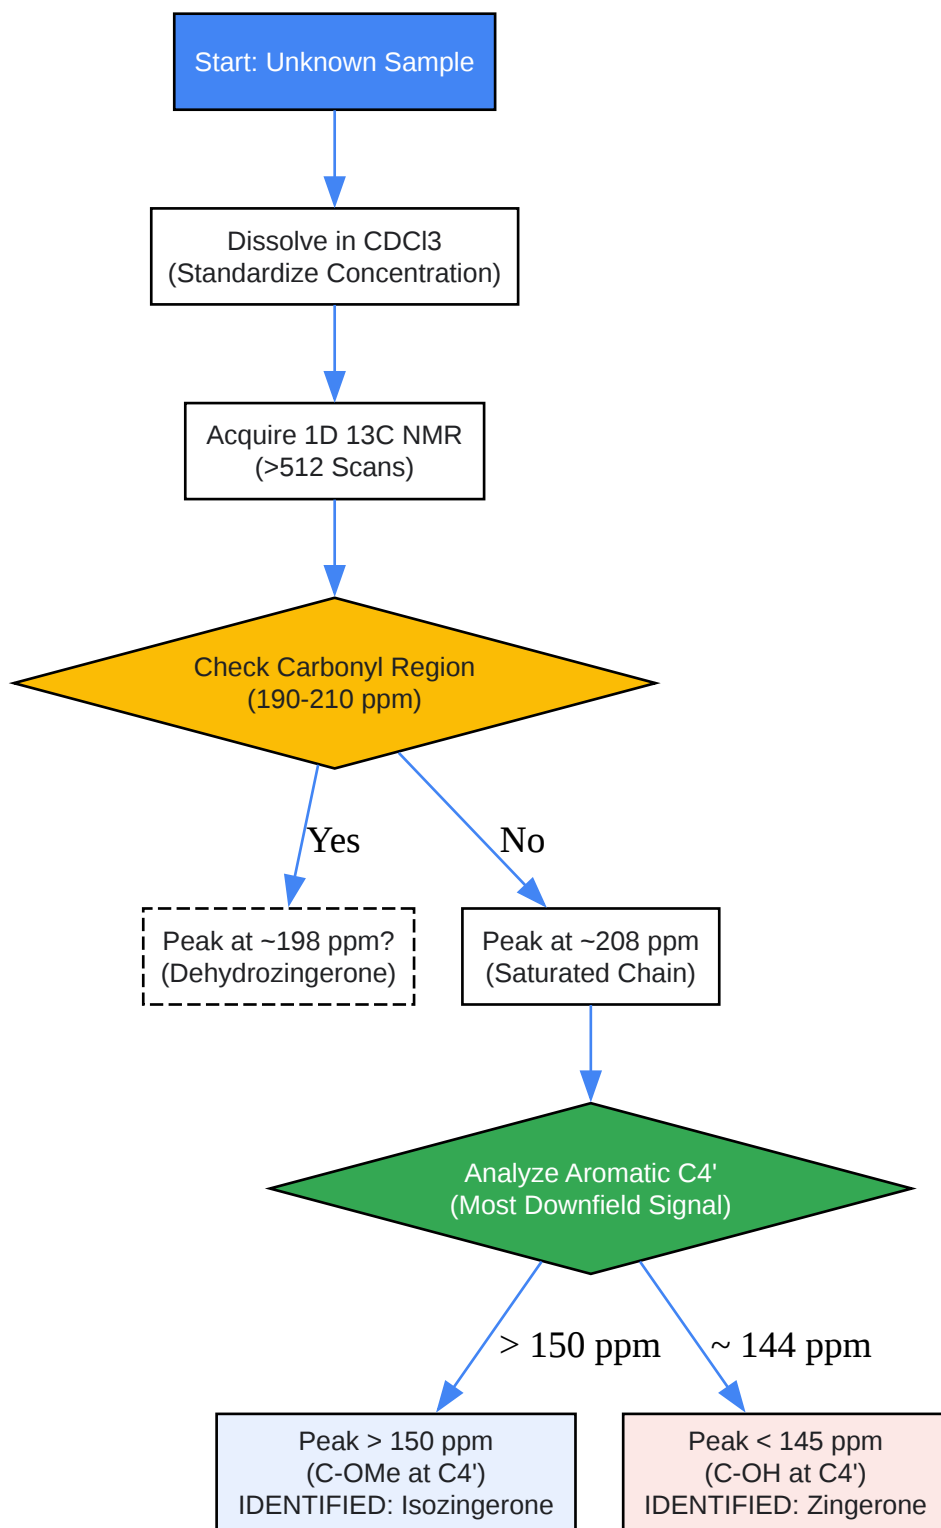 Start: Unknown Sample
Dissolve in CDCl3
(Standardize Concentration)
Acquire 1D 13C NMR
(>512 Scans)
Check Carbonyl Region
(190-210 ppm)
Yes
No
Peak at ~198 ppm?
(Dehydrozingerone)
Peak at ~208 ppm
(Saturated Chain)
Analyze Aromatic C4'
(Most Downfield Signal)
> 150 ppm
~ 144 ppm
Peak > 150 ppm
(C-OMe at C4')
IDENTIFIED: Isozingerone
Peak < 145 ppm
(C-OH at C4')
IDENTIFIED: Zingerone